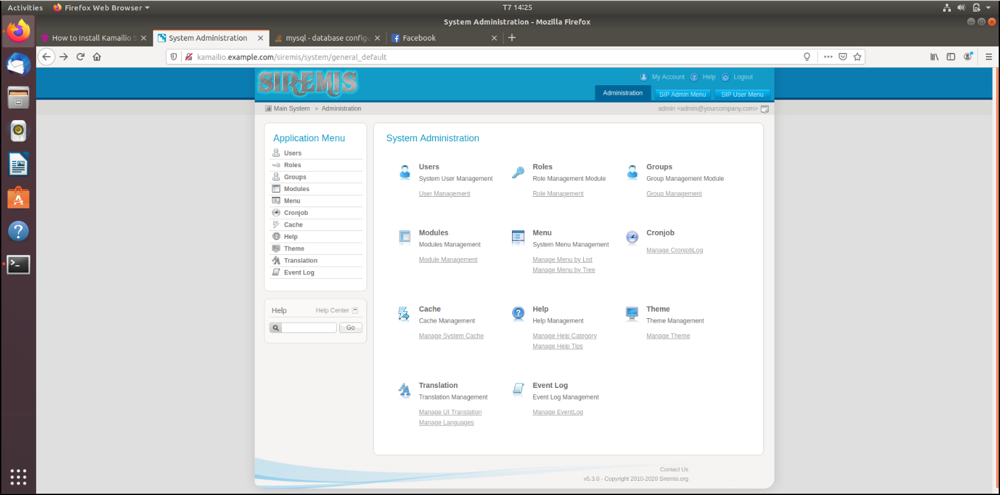 Activities Firefox Web Browser T7 14:25
System Administration - Mozilla Firefox
How to Install Kamailio S System Administration mysql - database configu Facebook
kamailio.example.com/siremis/system/general_default
SIREMIS
My Account Help Logout
Administration SIP Admin Menu SIP User Menu
Main System Administration admin <admin@yourcompany.com>
Application Menu
Users
Roles
Groups
Modules
Menu
Cronjob
Cache
Help
Theme
Translation
Event Log
Help Help Center
Go
System Administration
Users
System User Management
User Management
Roles
Role Management Module
Role Management
Groups
Group Management Module
Group Management
Modules
Modules Management
Module Management
Menu
System Menu Management
Manage Menu by List
Manage Menu by Tree
Cronjob
Manage CronjobLog
Cache
Cache Management
Manage System Cache
Help
Help Management
Manage Help Category
Manage Help Tips
Theme
Theme Management
Manage Theme
Translation
Translation Management
Manage UI Translation
Manage Languages
Event Log
Event Log Management
Manage EventLog
Contact Us
v5.3.0 - Copyright 2010-2020 Siremis.org